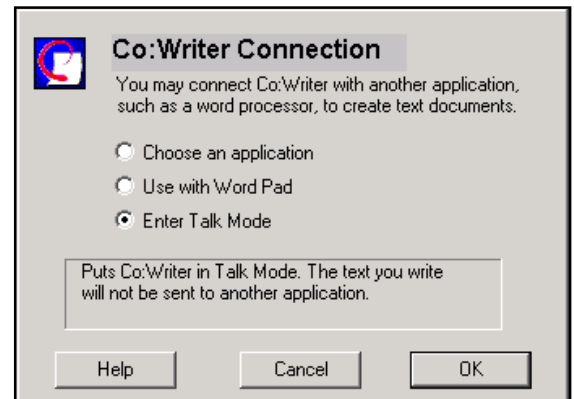 Co:Writer Connection
You may connect Co:Writer with another application,
such as a word processor, to create text documents.
Choose an application
Use with Word Pad
Enter Talk Mode
Puts Co:Writer in Talk Mode. The text you write
will not be sent to another application.
Help Cancel OK